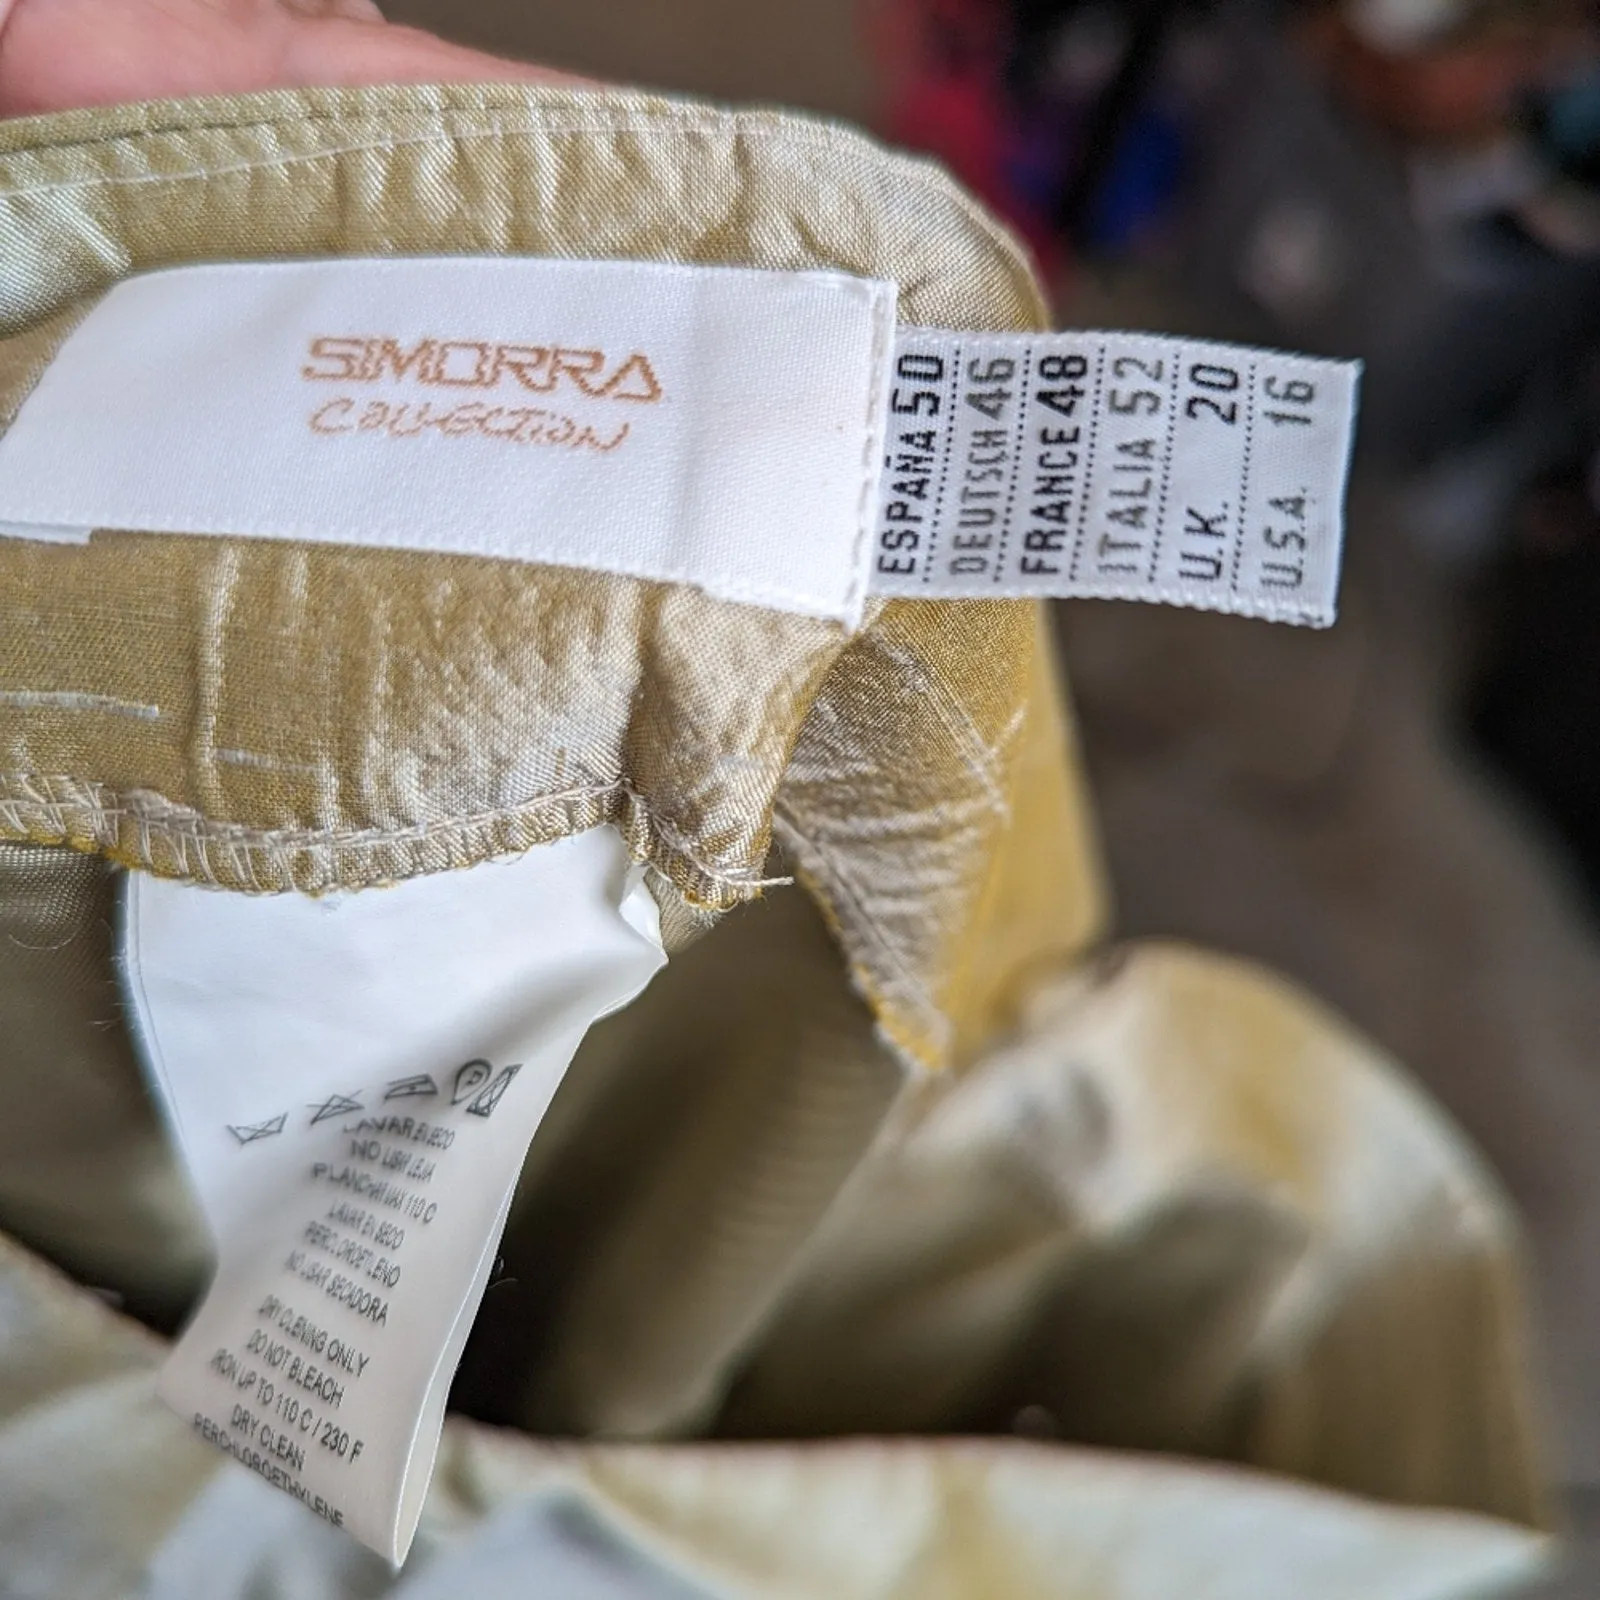 SIMORRA
COLLECTION
ESPAÑA 50
DEUTSCH 46
FRANCE 48
ITALIA 52
U.K. 20
U.S.A. 16
LAVAR EN SECO
NO USAR LEJIA
PLANCHA MAX 110 C
LAVAR EN SECO
PERCLOROETILENO
NO USAR SECADORA
DRY CLENING ONLY
DO NOT BLEACH
IRON UP TO 110 C / 230 F
DRY CLEAN
PERCHLOROETHYLENE